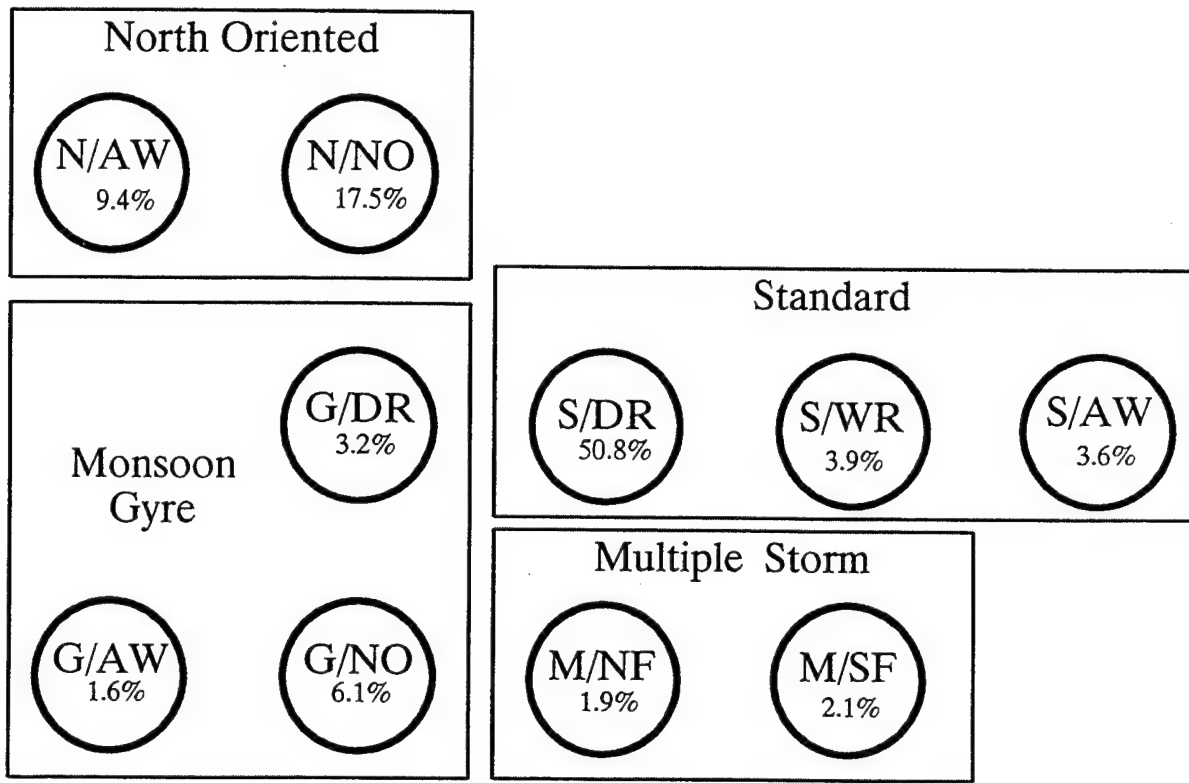 North Oriented
N/AW
9.4%
N/NO
17.5%
Standard
S/DR
50.8%
S/WR
3.9%
S/AW
3.6%
Monsoon
Gyre
G/DR
3.2%
G/AW
1.6%
G/NO
6.1%
Multiple Storm
M/NF
1.9%
M/SF
2.1%